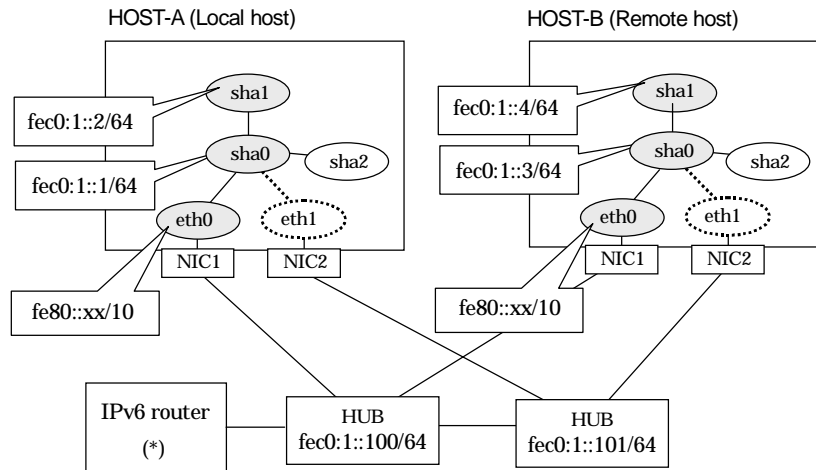 HOST-A (Local host)
HOST-B (Remote host)
sha1
fec0:1::2/64
sha0
sha2
fec0:1::1/64
eth0
eth1
NIC1
NIC2
fe80::xx/10
sha1
fec0:1::4/64
sha0
sha2
fec0:1::3/64
eth0
eth1
NIC1
NIC2
fe80::xx/10
IPv6 router
(*)
HUB
fec0:1::100/64
HUB
fec0:1::101/64